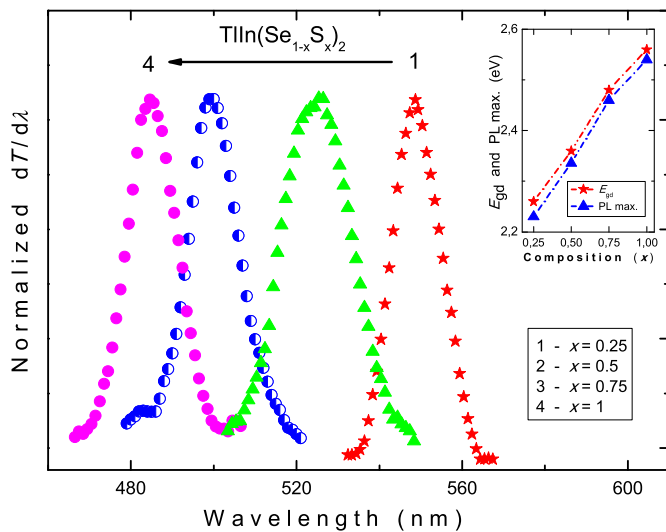 TlIn(Se1-xSx)2
4
1
Normalized dT/dλ
480
520
560
600
Wavelength (nm)
Egd and PL max. (eV)
2,6
2,4
2,2
0,25
0,50
0,75
1,00
Composition (x)
Egd
PL max.
1 - x = 0.25
2 - x = 0.5
3 - x = 0.75
4 - x = 1